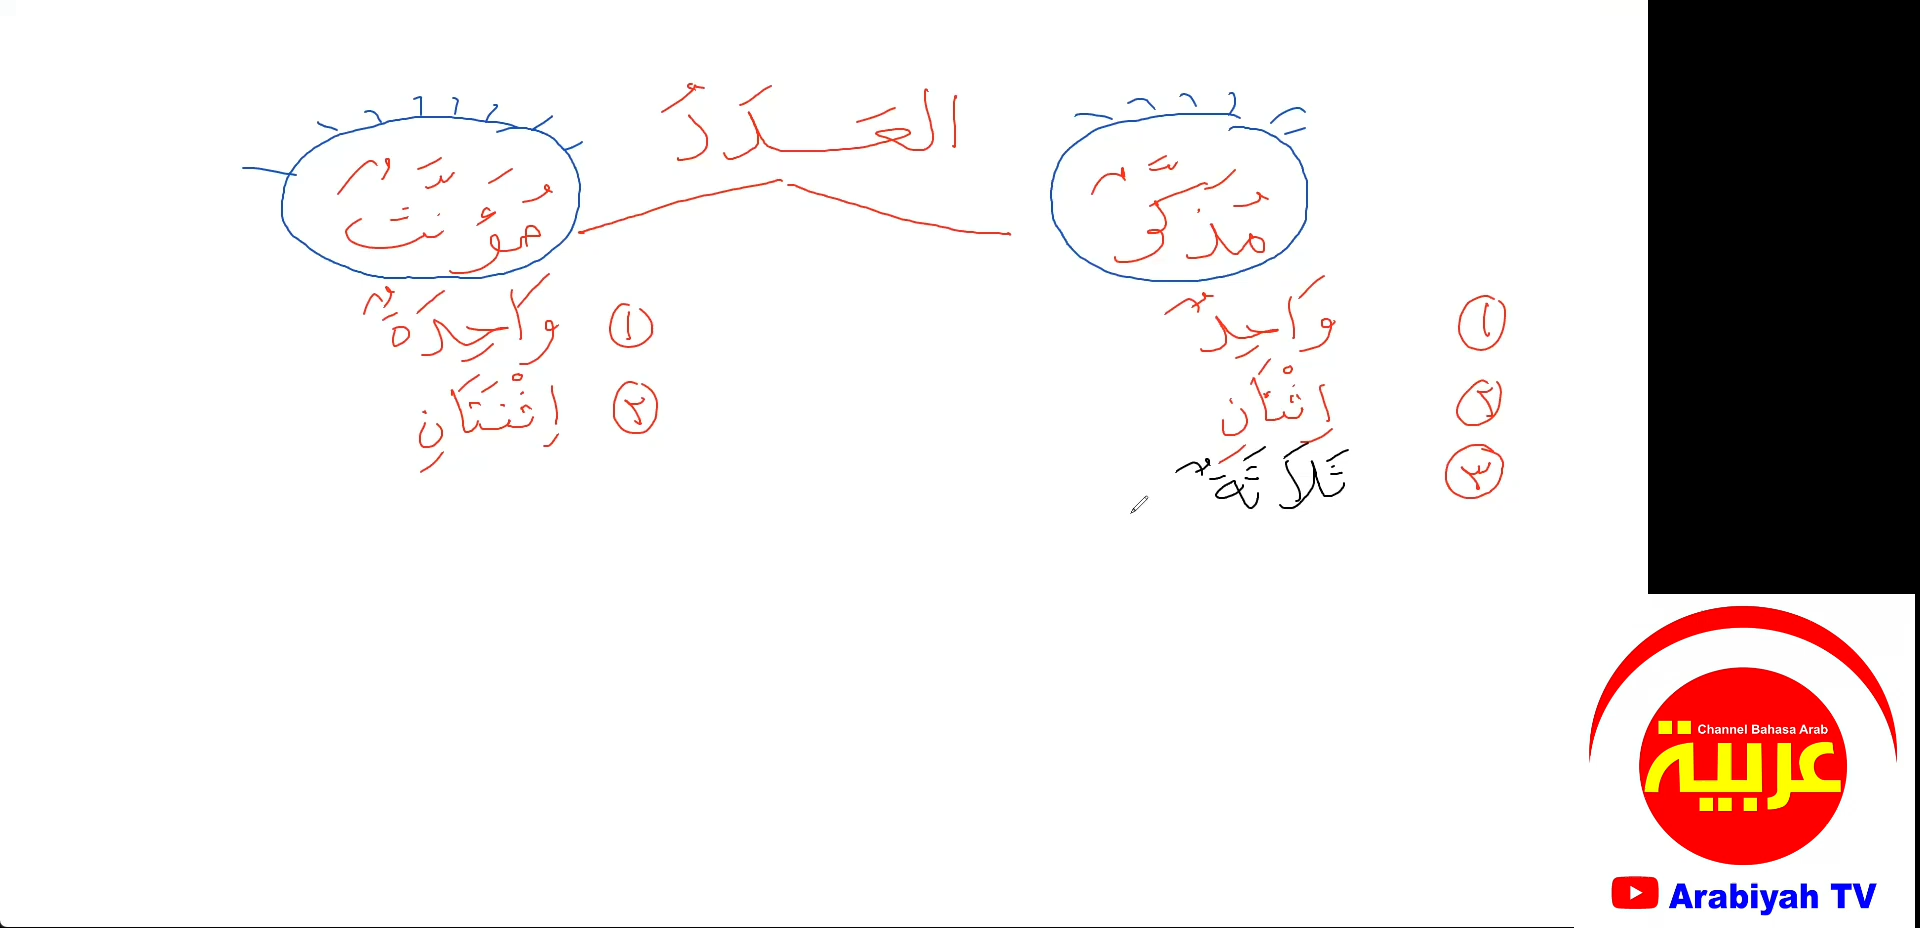 العَدَدُ
مُذَكَّرٌ
مُؤَنَّثٌ
١ وَاحِدٌ
١ وَاحِدَةٌ
٢ اِثْنَانِ
٢ اِثْنَتَانِ
٣ ثَلَاثَةٌ
Channel Bahasa Arab
عربية
Arabiyah TV